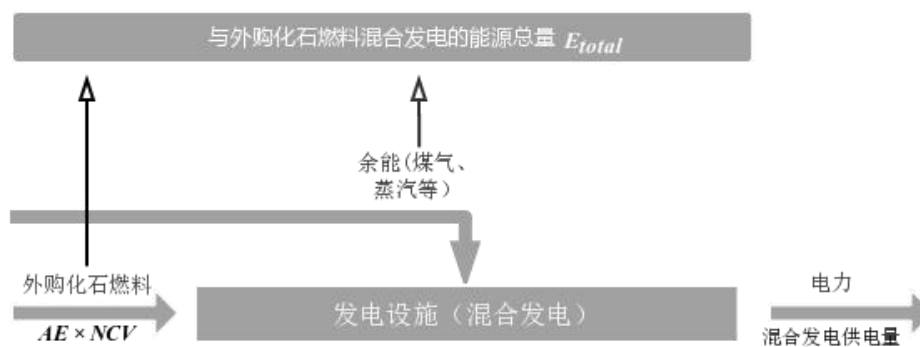 与外购化石燃料混合发电的能源总量 E_total
余能(煤气、
蒸汽等)
外购化石燃料
AE × NCV
发电设施（混合发电）
电力
混合发电供电量